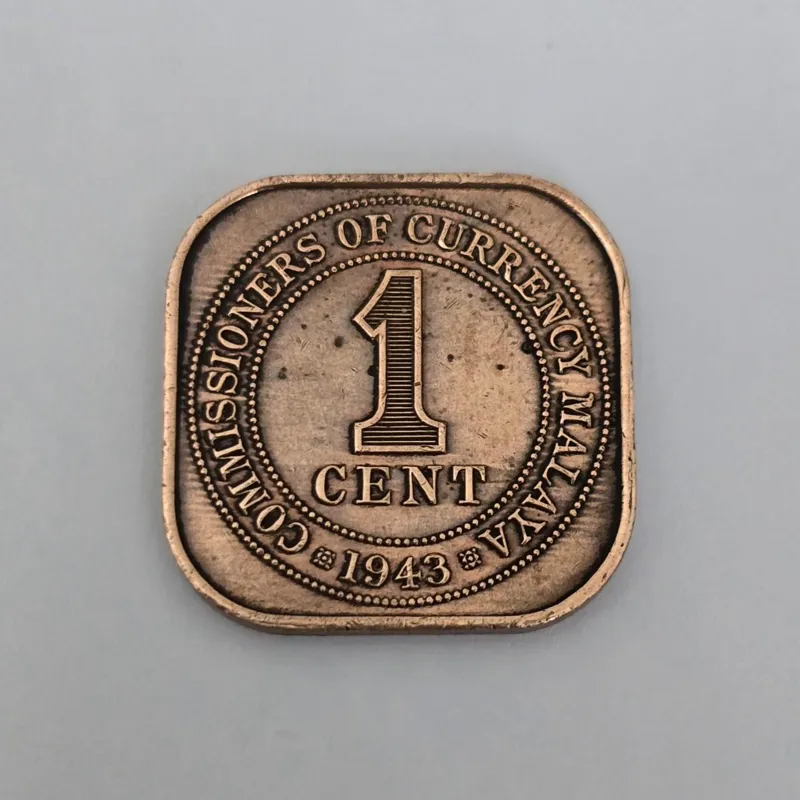 COMMISSIONERS OF CURRENCY MALAYA
1
CENT
1943